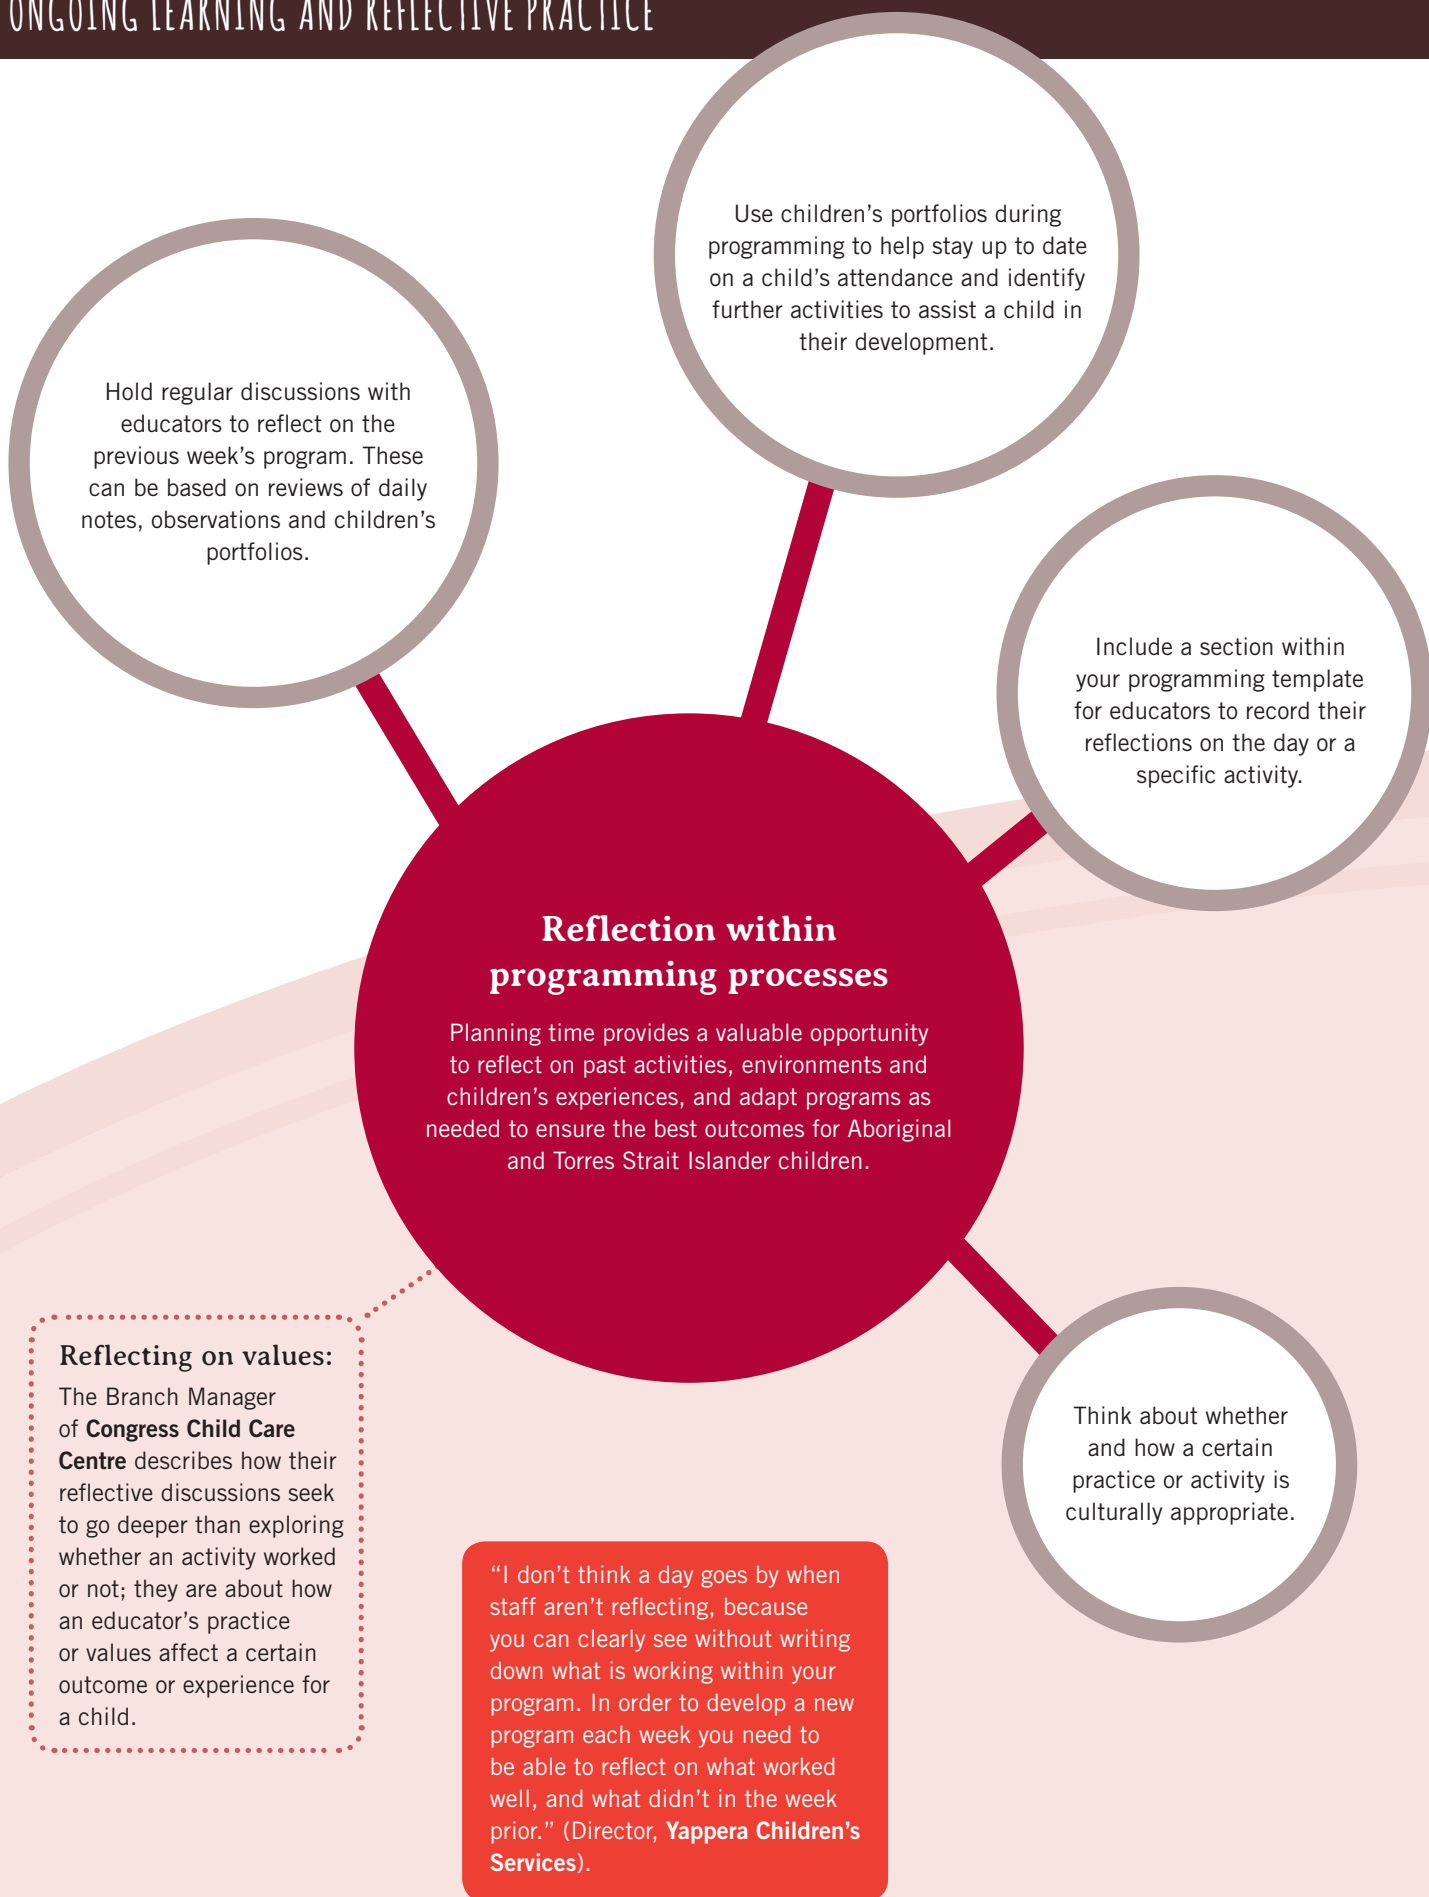 ONGOING LEARNING AND REFLECTIVE PRACTICE
Use children’s portfolios during
programming to help stay up to date
on a child’s attendance and identify
further activities to assist a child in
their development.
Hold regular discussions with
educators to reflect on the
previous week’s program. These
can be based on reviews of daily
notes, observations and children’s
portfolios.
Include a section within
your programming template
for educators to record their
reflections on the day or a
specific activity.
Reflection within
programming processes
Planning time provides a valuable opportunity
to reflect on past activities, environments and
children’s experiences, and adapt programs as
needed to ensure the best outcomes for Aboriginal
and Torres Strait Islander children.
Reflecting on values:
The Branch Manager
of Congress Child Care
Centre describes how their
reflective discussions seek
to go deeper than exploring
whether an activity worked
or not; they are about how
an educator’s practice
or values affect a certain
outcome or experience for
a child.
Think about whether
and how a certain
practice or activity is
culturally appropriate.
“I don’t think a day goes by when
staff aren’t reflecting, because
you can clearly see without writing
down what is working within your
program. In order to develop a new
program each week you need to
be able to reflect on what worked
well, and what didn’t in the week
prior.” (Director, Yappera Children’s
Services).